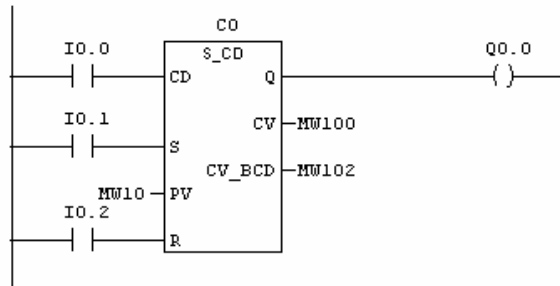 C0
I0.0 S_CD Q0.0
CD Q
I0.1 CV MW100
S CV_BCD MW102
MW10 PV
I0.2
R